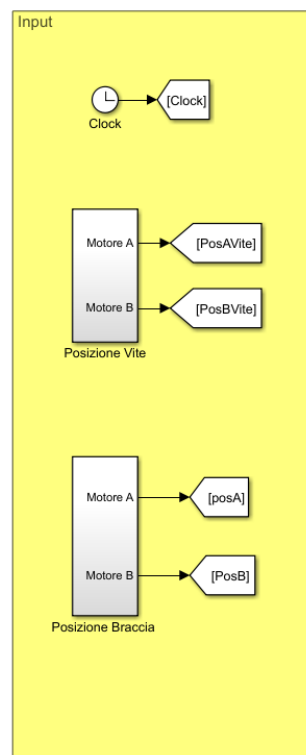 Input
[Clock]
Clock
Motore A
[PosAVite]
Motore B
[PosBVite]
Posizione Vite
Motore A
[posA]
Motore B
[PosB]
Posizione Braccia